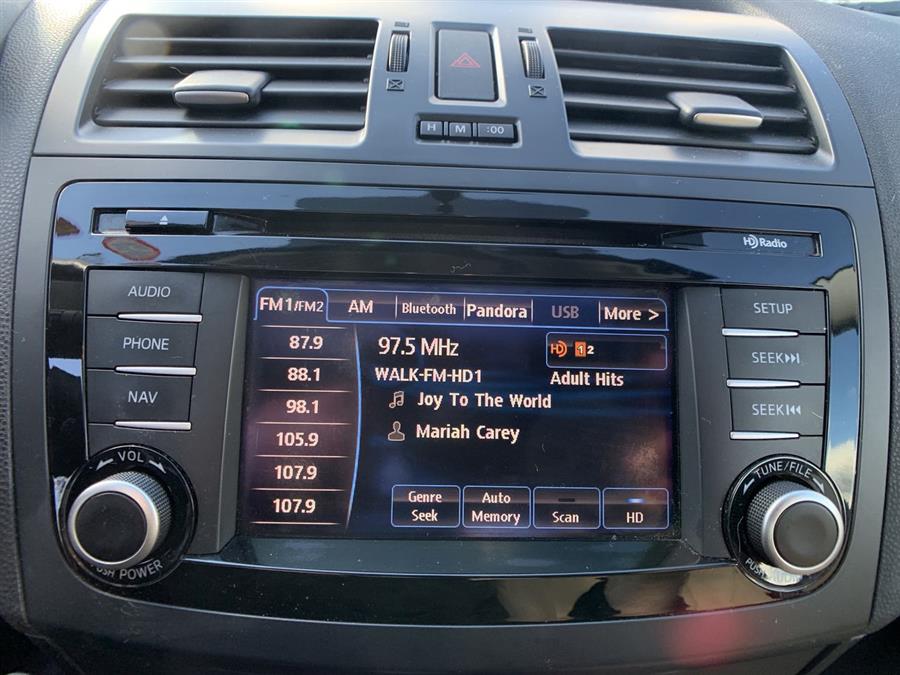 H M :00
HD Radio
AUDIO
PHONE
NAV
VOL
PUSH POWER
FM1/FM2 AM Bluetooth Pandora USB More >
87.9
88.1
98.1
105.9
107.9
107.9
97.5 MHz
HD 1 2
WALK-FM-HD1
Adult Hits
Joy To The World
Mariah Carey
Genre Seek
Auto Memory
Scan
HD
SETUP
SEEK
SEEK
TUNE/FILE
PUSH AUDIO